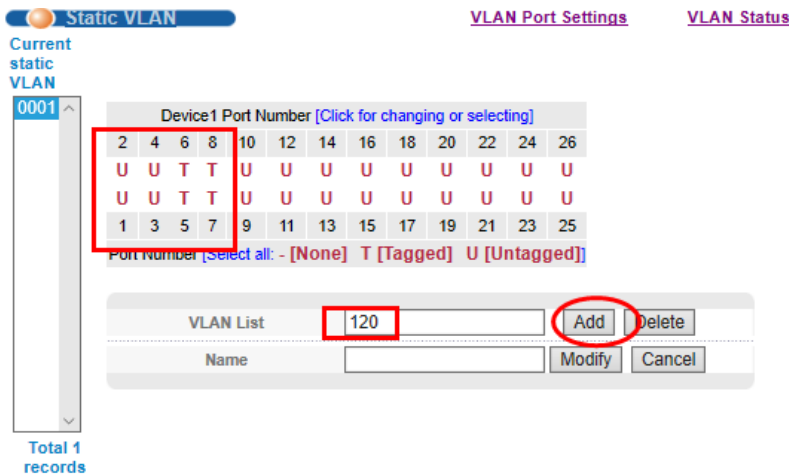 Static VLAN VLAN Port Settings VLAN Status
Current
static
VLAN
0001
Device1 Port Number [Click for changing or selecting]
2 4 6 8 10 12 14 16 18 20 22 24 26
U U T T U U U U U U U U U
U U T T U U U U U U U U U
1 3 5 7 9 11 13 15 17 19 21 23 25
Port Number [Select all: - [None] T [Tagged] U [Untagged]]
VLAN List 120 Add Delete
Name Modify Cancel
Total 1
records